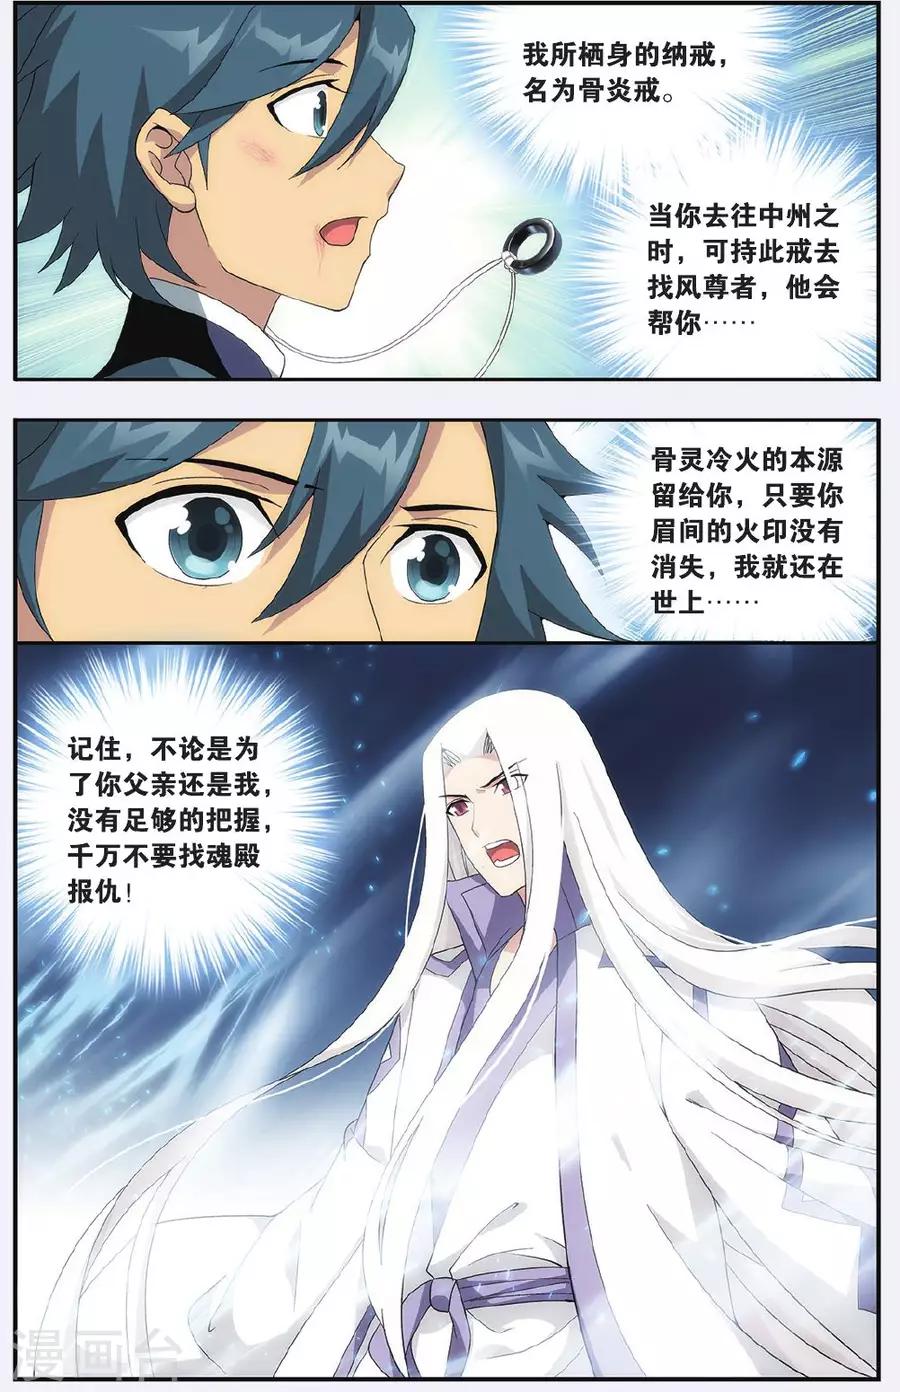 我所栖身的纳戒，
名为骨炎戒。
当你去往中州之
时，可持此戒去
找风尊者，他会
帮你……
骨灵冷火的本源
留给你，只要你
眉间的火印没有
消失，我就还在
世上……
记住，不论是为
了你父亲还是我，
没有足够的把握，
千万不要找魂殿
报仇！
漫画台